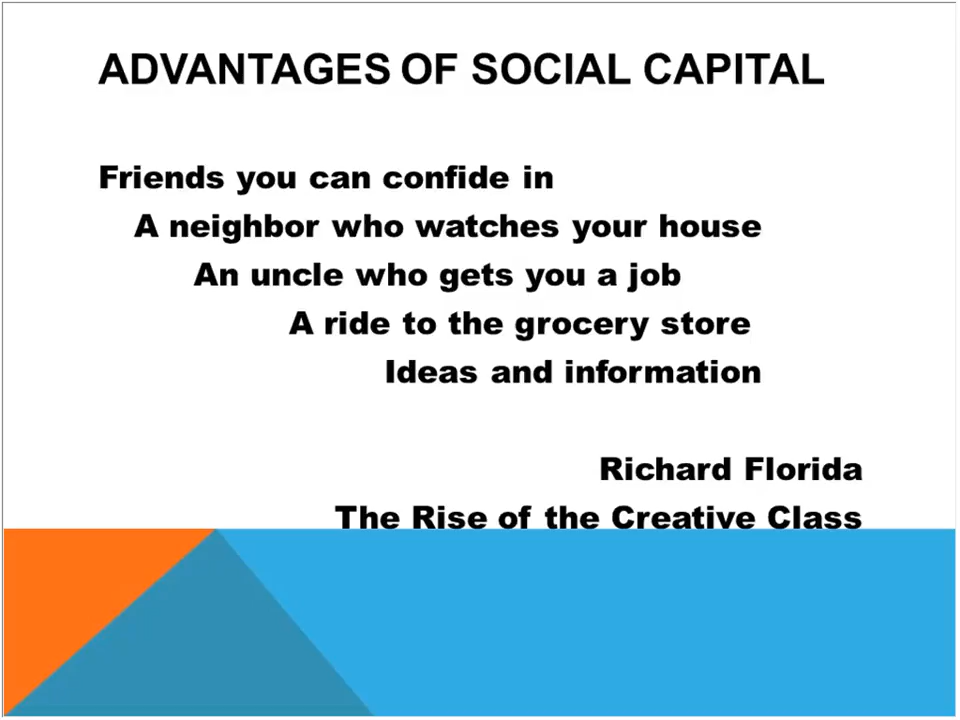 ADVANTAGES OF SOCIAL CAPITAL
Friends you can confide in
A neighbor who watches your house
An uncle who gets you a job
A ride to the grocery store
Ideas and information
Richard Florida
The Rise of the Creative Class